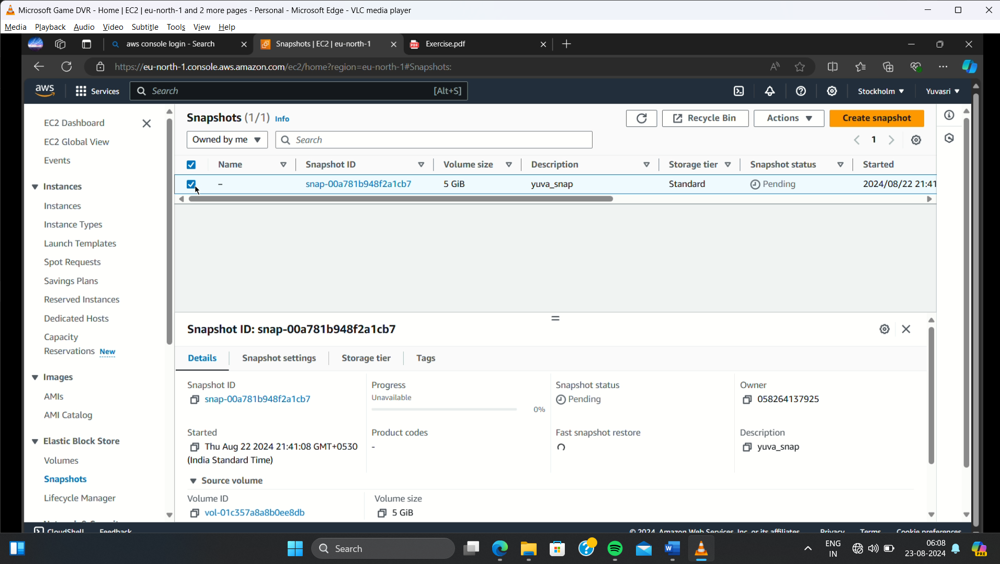 Microsoft Game DVR - Home | EC2 | eu-north-1 and 2 more pages - Personal - Microsoft Edge - VLC media player
Media Playback Audio Video Subtitle Tools View Help
aws console login - Search
Snapshots | EC2 | eu-north-1
PDF Exercise.pdf
https://eu-north-1.console.aws.amazon.com/ec2/home?region=eu-north-1#Snapshots:
aws Services Search [Alt+S] Stockholm Yuvasri
EC2 Dashboard
EC2 Global View
Events
Instances
Instances
Instance Types
Launch Templates
Spot Requests
Savings Plans
Reserved Instances
Dedicated Hosts
Capacity
Reservations New
Images
AMIs
AMI Catalog
Elastic Block Store
Volumes
Snapshots
Lifecycle Manager
Snapshots (1/1) Info
Recycle Bin Actions Create snapshot
Owned by me Search 1
Name Snapshot ID Volume size Description Storage tier Snapshot status Started
– snap-00a781b948f2a1cb7 5 GiB yuva_snap Standard Pending 2024/08/22 21:41
Snapshot ID: snap-00a781b948f2a1cb7
Details Snapshot settings Storage tier Tags
Snapshot ID
snap-00a781b948f2a1cb7
Progress
Unavailable
0%
Snapshot status
Pending
Owner
058264137925
Started
Thu Aug 22 2024 21:41:08 GMT+0530
(India Standard Time)
Product codes
-
Fast snapshot restore
Description
yuva_snap
Source volume
Volume ID
vol-01c357a8a8b0ee8db
Volume size
5 GiB
CloudShell Feedback © 2024, Amazon Web Services, Inc. or its affiliates. Privacy Terms Cookie preferences
Search
ENG
IN
06:08
23-08-2024
PRE